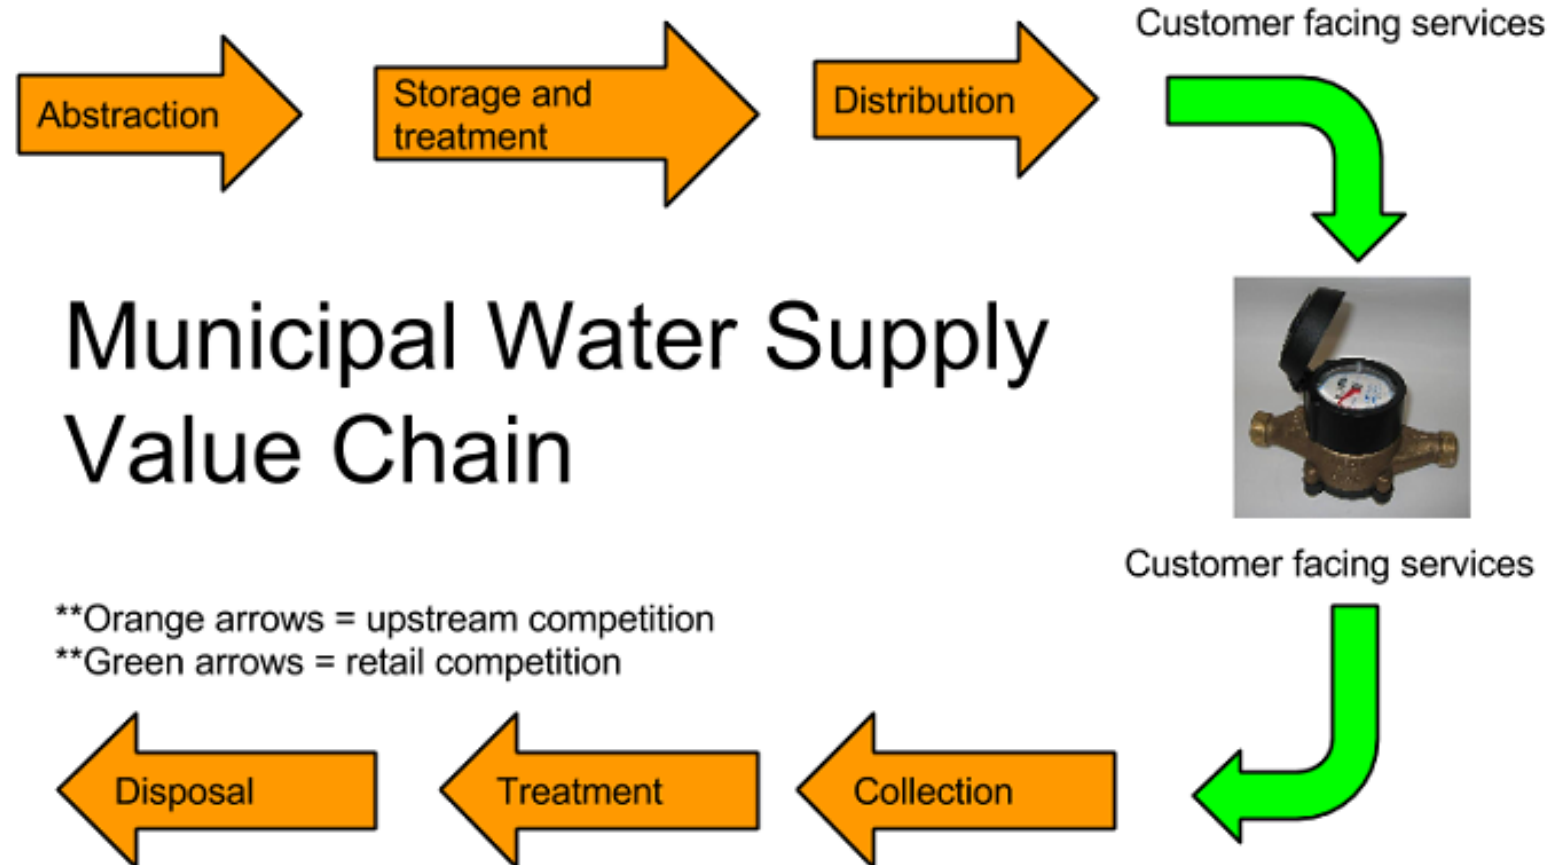 Customer facing services
Abstraction
Storage and
treatment
Distribution
Municipal Water Supply
Value Chain
Customer facing services
**Orange arrows = upstream competition
**Green arrows = retail competition
Disposal
Treatment
Collection